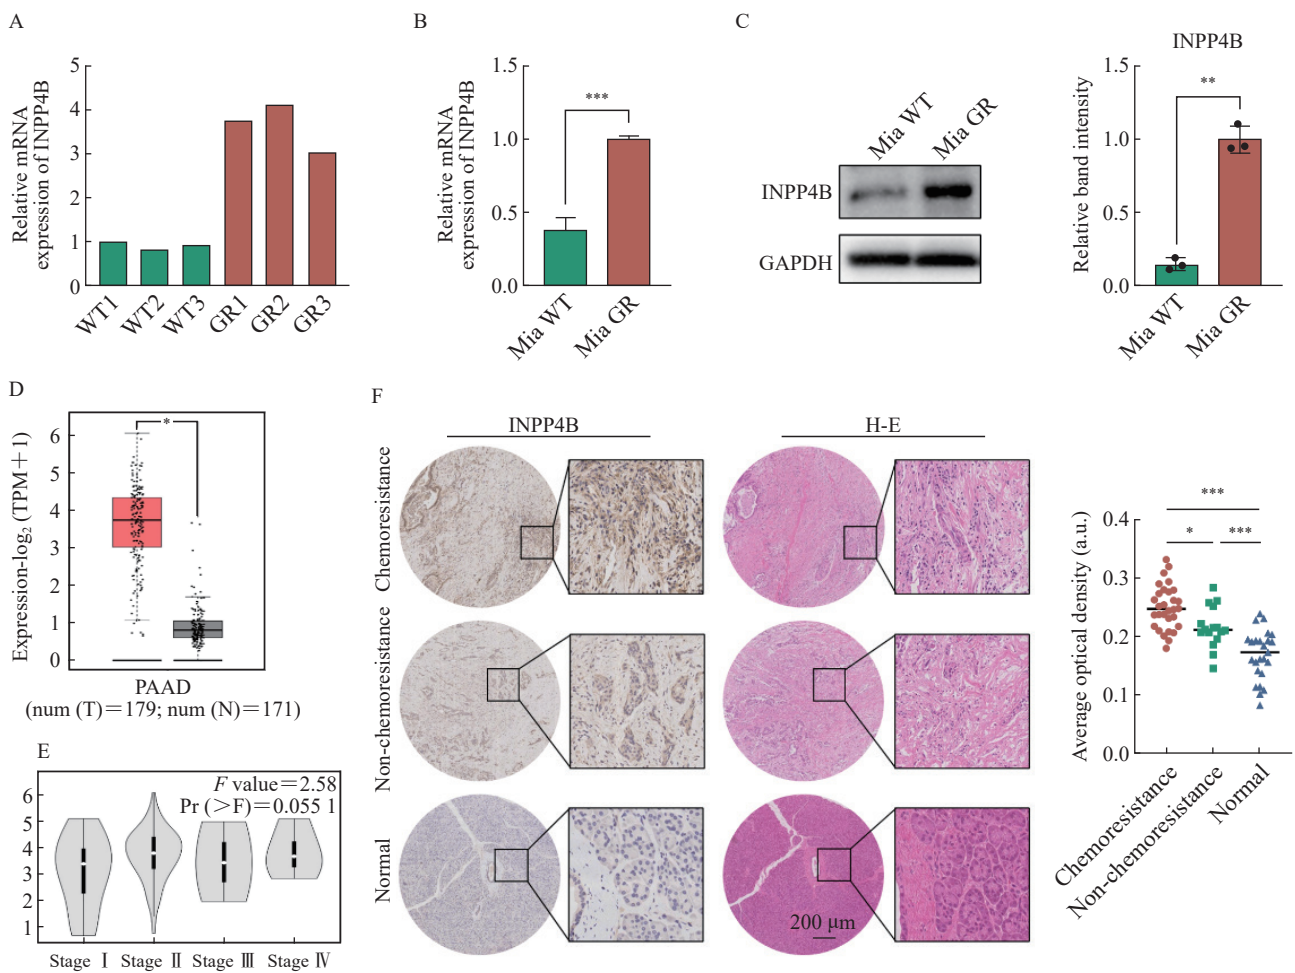 A
Relative mRNA
expression of INPP4B
5
4
3
2
1
0
WT1
WT2
WT3
GR1
GR2
GR3
B
Relative mRNA
expression of INPP4B
1.5
1.0
0.5
0.0
***
Mia WT
Mia GR
C
Mia WT
Mia GR
INPP4B
GAPDH
INPP4B
Relative band intensity
1.5
1.0
0.5
0.0
**
Mia WT
Mia GR
D
Expression-log₂ (TPM+1)
6
5
4
3
2
1
0
*
PAAD
(num (T)=179; num (N)=171)
E
F value=2.58
Pr (>F)=0.055 1
6
5
4
3
2
1
Stage Ⅰ
Stage Ⅱ
Stage Ⅲ
Stage Ⅳ
F
INPP4B
H-E
Chemoresistance
Non-chemoresistance
Normal
200 μm
Average optical density (a.u.)
0.4
0.3
0.2
0.1
0.0
***
*
***
Chemoresistance
Non-chemoresistance
Normal